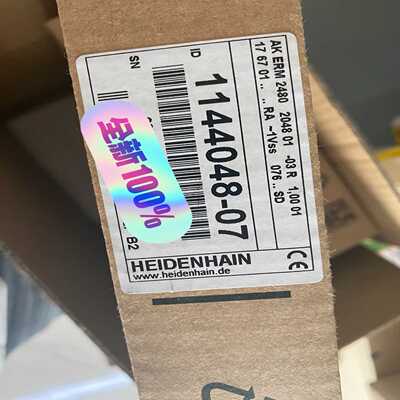 AK ERM 2480 2048 01 -03 R 1,00 01
17 67 01 .. .. RA ~1Vss 076 .. SD
ID
1144048-07
SN
全新100%
B2
HEIDENHAIN
www.heidenhain.de
CE